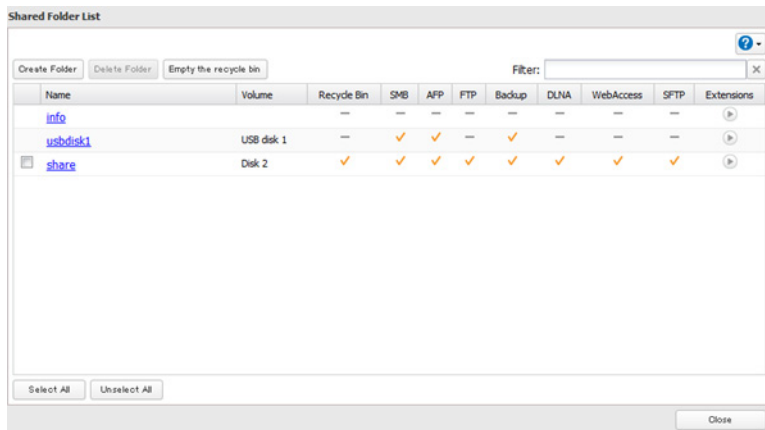 Shared Folder List
?
Create Folder Delete Folder Empty the recycle bin Filter:
Name Volume Recycle Bin SMB AFP FTP Backup DLNA WebAccess SFTP Extensions
info
usbdisk1 USB disk 1
share Disk 2
Select All Unselect All
Close